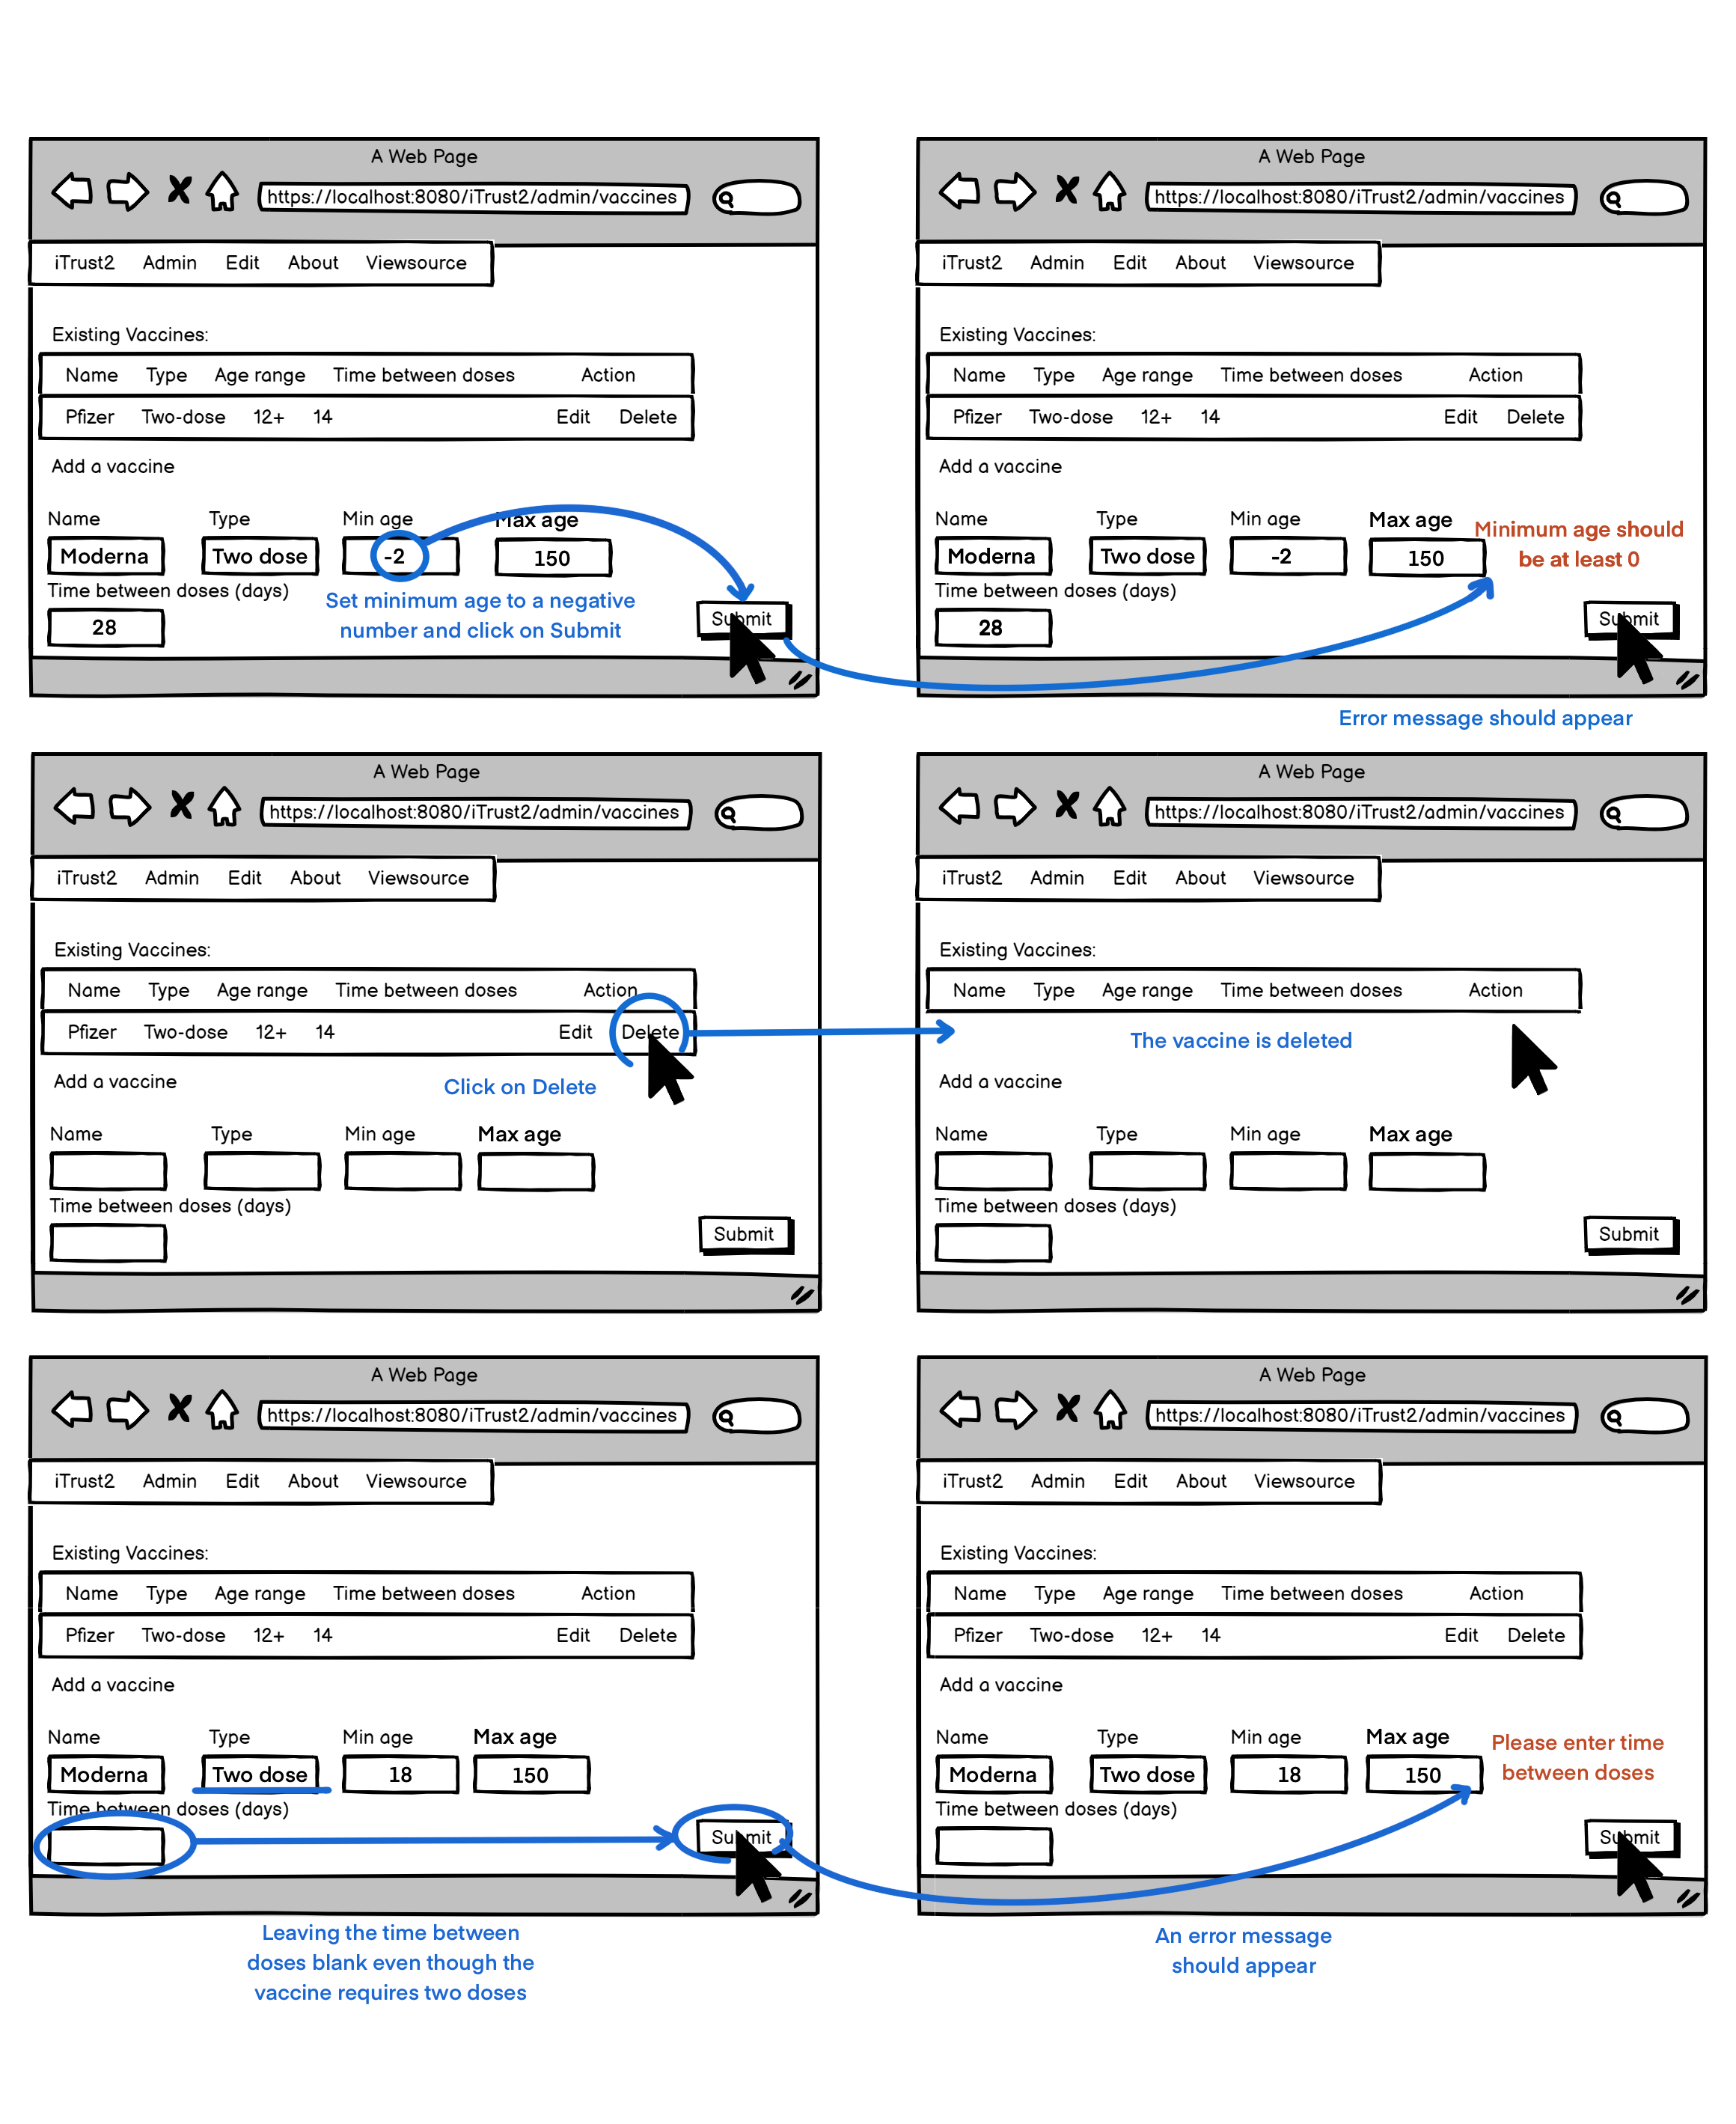 A Web Page
https://localhost:8080/iTrust2/admin/vaccines
iTrust2 Admin Edit About Viewsource
Existing Vaccines:
Name Type Age range Time between doses Action
Pfizer Two-dose 12+ 14 Edit Delete
Add a vaccine
Name Type Min age Max age
Moderna Two dose -2 150
Time between doses (days)
28
Set minimum age to a negative
number and click on Submit
Submit
A Web Page
https://localhost:8080/iTrust2/admin/vaccines
iTrust2 Admin Edit About Viewsource
Existing Vaccines:
Name Type Age range Time between doses Action
Pfizer Two-dose 12+ 14 Edit Delete
Add a vaccine
Name Type Min age Max age
Moderna Two dose -2 150
Minimum age should
be at least 0
Time between doses (days)
28
Submit
Error message should appear
A Web Page
https://localhost:8080/iTrust2/admin/vaccines
iTrust2 Admin Edit About Viewsource
Existing Vaccines:
Name Type Age range Time between doses Action
Pfizer Two-dose 12+ 14 Edit Delete
Add a vaccine
Click on Delete
Name Type Min age Max age
Time between doses (days)
Submit
A Web Page
https://localhost:8080/iTrust2/admin/vaccines
iTrust2 Admin Edit About Viewsource
Existing Vaccines:
Name Type Age range Time between doses Action
The vaccine is deleted
Add a vaccine
Name Type Min age Max age
Time between doses (days)
Submit
A Web Page
https://localhost:8080/iTrust2/admin/vaccines
iTrust2 Admin Edit About Viewsource
Existing Vaccines:
Name Type Age range Time between doses Action
Pfizer Two-dose 12+ 14 Edit Delete
Add a vaccine
Name Type Min age Max age
Moderna Two dose 18 150
Time between doses (days)
Submit
Leaving the time between
doses blank even though the
vaccine requires two doses
A Web Page
https://localhost:8080/iTrust2/admin/vaccines
iTrust2 Admin Edit About Viewsource
Existing Vaccines:
Name Type Age range Time between doses Action
Pfizer Two-dose 12+ 14 Edit Delete
Add a vaccine
Name Type Min age Max age
Moderna Two dose 18 150
Please enter time
between doses
Time between doses (days)
Submit
An error message
should appear